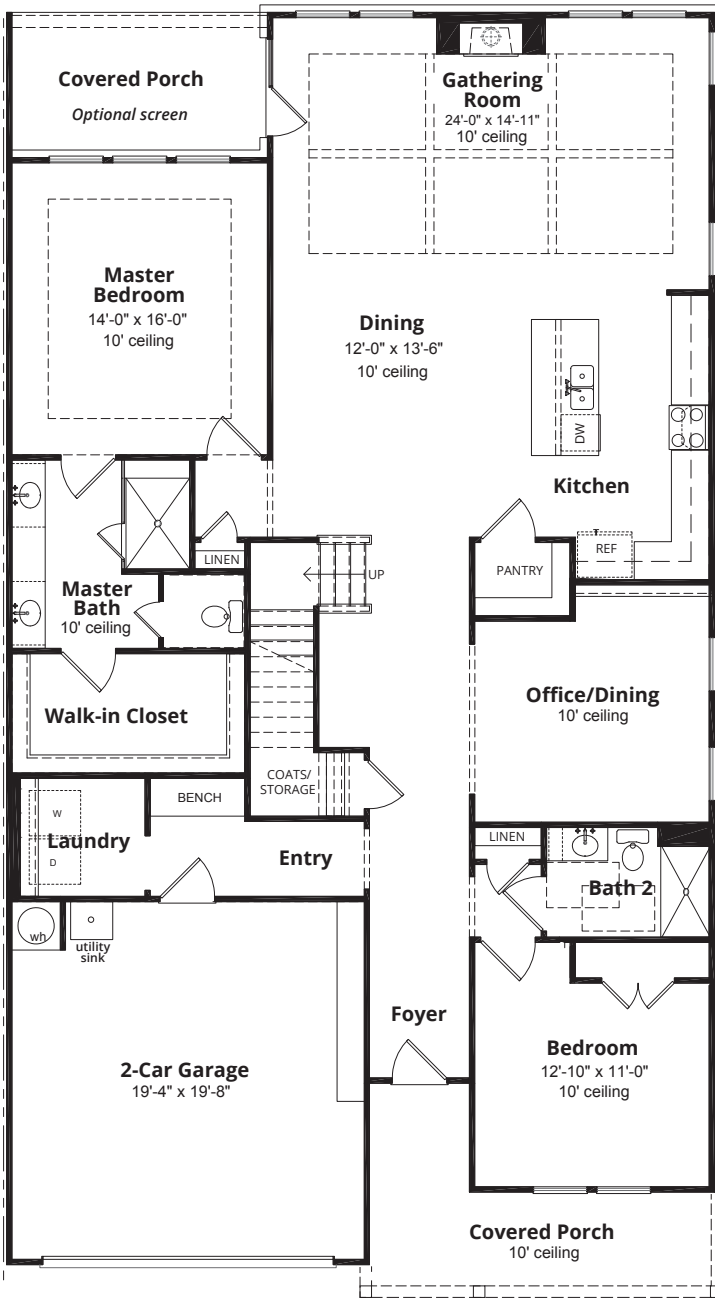 Covered Porch
Optional screen
Gathering
Room
24'-0" x 14'-11"
10' ceiling
Master
Bedroom
14'-0" x 16'-0"
10' ceiling
Dining
12'-0" x 13'-6"
10' ceiling
DW
Kitchen
REF
PANTRY
LINEN
UP
Master
Bath
10' ceiling
Walk-in Closet
Office/Dining
10' ceiling
COATS/
STORAGE
BENCH
W
Laundry
D
Entry
LINEN
Bath 2
wh
utility
sink
Foyer
2-Car Garage
19'-4" x 19'-8"
Bedroom
12'-10" x 11'-0"
10' ceiling
Covered Porch
10' ceiling